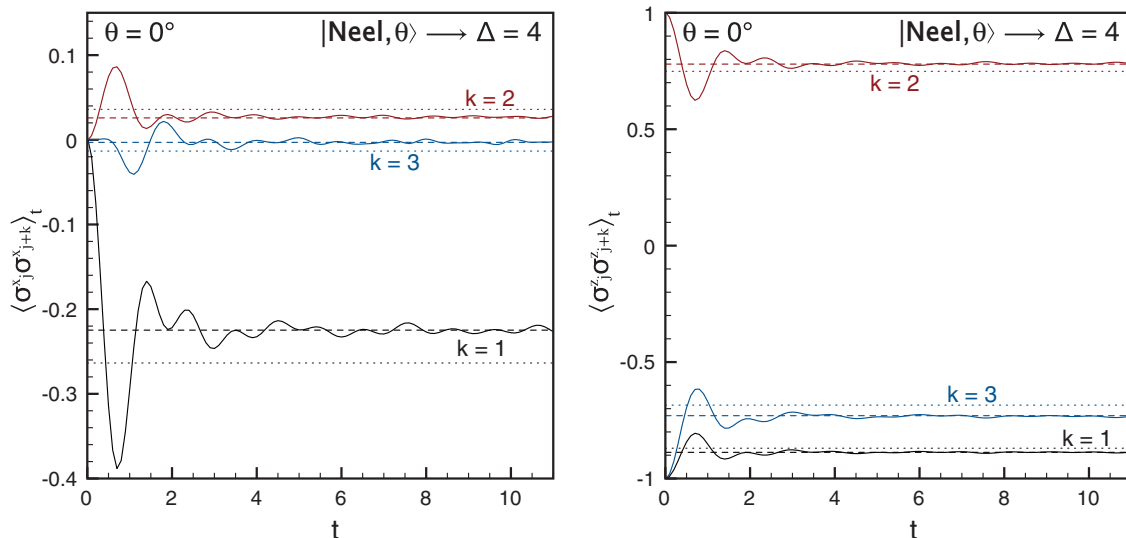 θ = 0° |Neel,θ⟩ ⟶ Δ = 4
0.1
0
-0.1
-0.2
-0.3
-0.4
k = 2
k = 3
k = 1
⟨σˣⱼσˣⱼ₊ₖ⟩ₜ
0 2 4 6 8 10
t
θ = 0° |Neel,θ⟩ ⟶ Δ = 4
1
0.5
0
-0.5
-1
k = 2
k = 3
k = 1
⟨σᶻⱼσᶻⱼ₊ₖ⟩ₜ
0 2 4 6 8 10
t